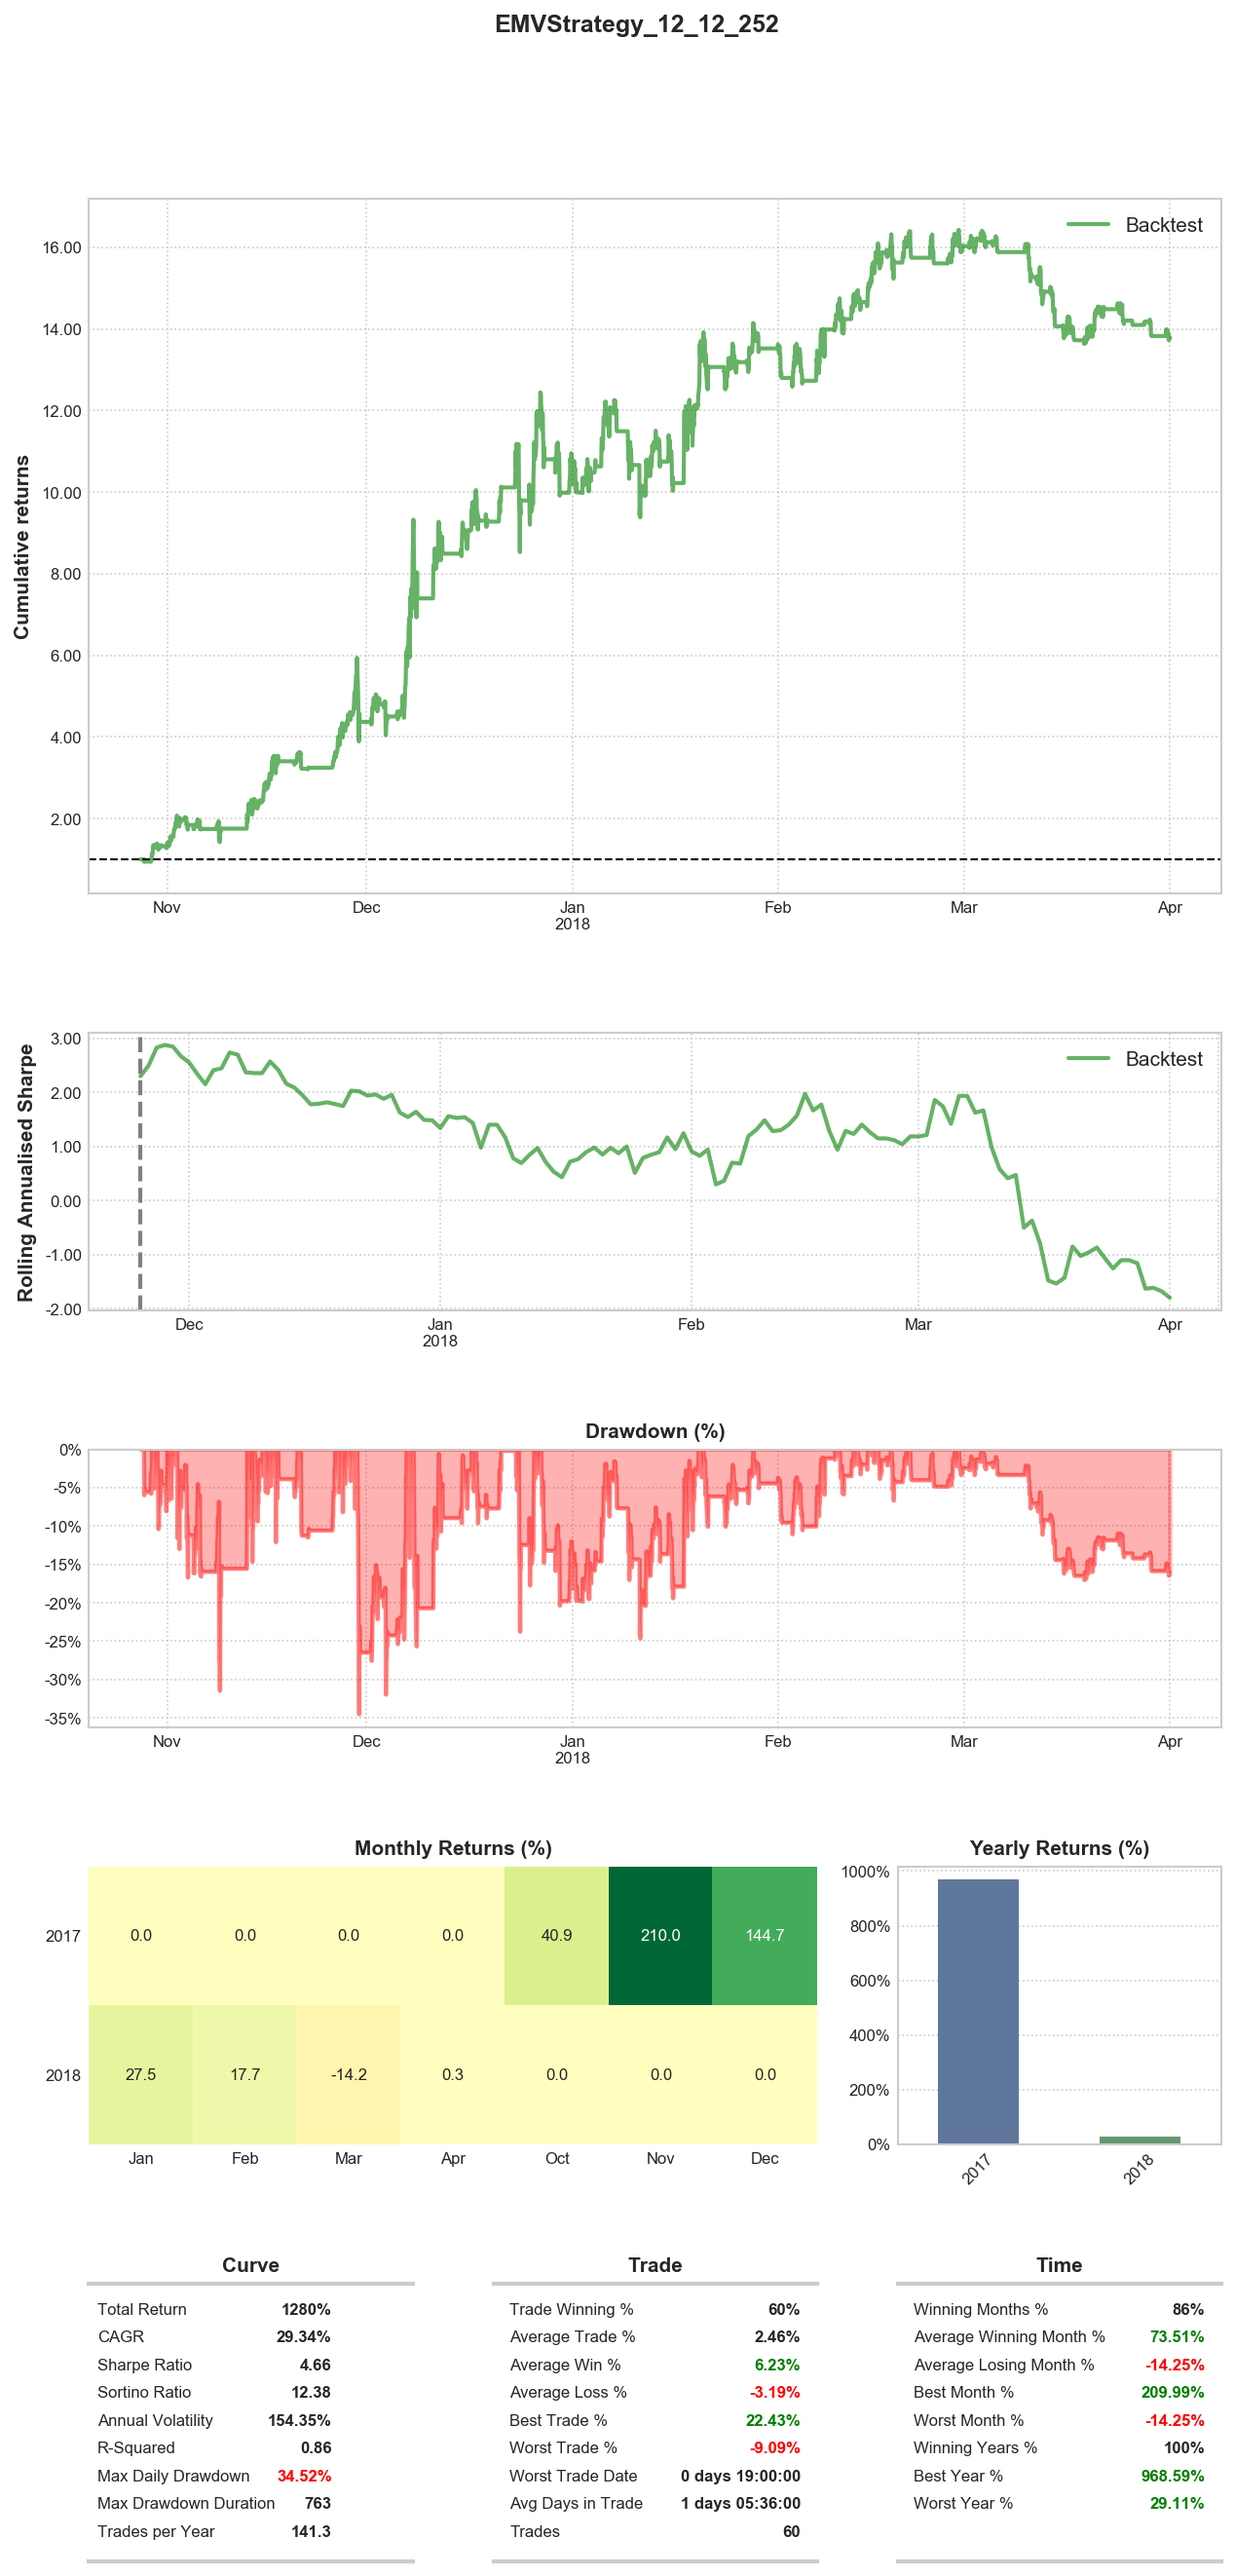 EMVStrategy_12_12_252
Cumulative returns
16.00
14.00
12.00
10.00
8.00
6.00
4.00
2.00
Backtest
Nov Dec Jan Feb Mar Apr
2018
Rolling Annualised Sharpe
3.00
2.00
1.00
0.00
-1.00
-2.00
Backtest
Dec Jan Feb Mar Apr
2018
Drawdown (%)
0%
-5%
-10%
-15%
-20%
-25%
-30%
-35%
Nov Dec Jan Feb Mar Apr
2018
Monthly Returns (%)
2017 0.0 0.0 0.0 0.0 40.9 210.0 144.7
2018 27.5 17.7 -14.2 0.3 0.0 0.0 0.0
Jan Feb Mar Apr Oct Nov Dec
Yearly Returns (%)
1000%
800%
600%
400%
200%
0%
2017 2018
Curve
Total Return 1280%
CAGR 29.34%
Sharpe Ratio 4.66
Sortino Ratio 12.38
Annual Volatility 154.35%
R-Squared 0.86
Max Daily Drawdown 34.52%
Max Drawdown Duration 763
Trades per Year 141.3
Trade
Trade Winning % 60%
Average Trade % 2.46%
Average Win % 6.23%
Average Loss % -3.19%
Best Trade % 22.43%
Worst Trade % -9.09%
Worst Trade Date 0 days 19:00:00
Avg Days in Trade 1 days 05:36:00
Trades 60
Time
Winning Months % 86%
Average Winning Month % 73.51%
Average Losing Month % -14.25%
Best Month % 209.99%
Worst Month % -14.25%
Winning Years % 100%
Best Year % 968.59%
Worst Year % 29.11%